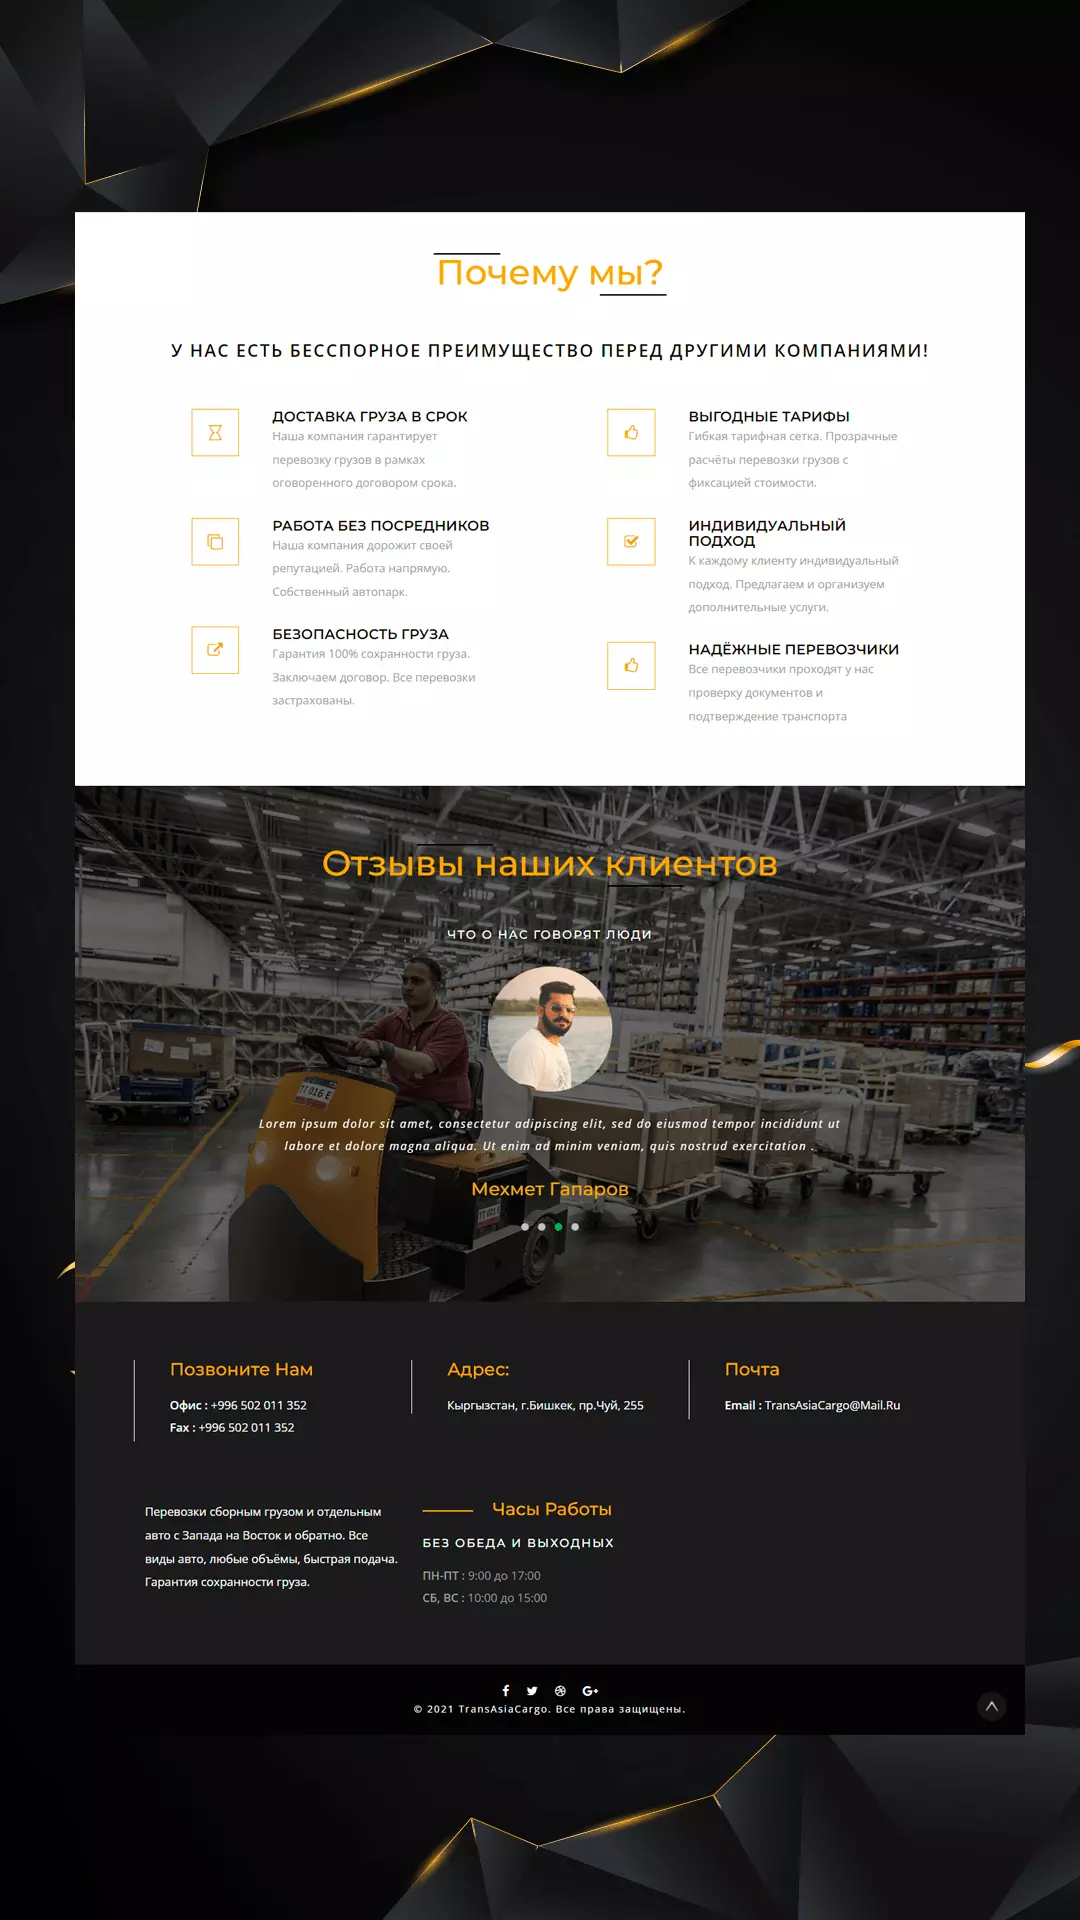 Почему мы?
У НАС ЕСТЬ БЕССПОРНОЕ ПРЕИМУЩЕСТВО ПЕРЕД ДРУГИМИ КОМПАНИЯМИ!
ДОСТАВКА ГРУЗА В СРОК
Наша компания гарантирует
перевозку грузов в рамках
оговоренного договором срока.
РАБОТА БЕЗ ПОСРЕДНИКОВ
Наша компания дорожит своей
репутацией. Работа напрямую.
Собственный автопарк.
БЕЗОПАСНОСТЬ ГРУЗА
Гарантия 100% сохранности груза.
Заключаем договор. Все перевозки
застрахованы.
ВЫГОДНЫЕ ТАРИФЫ
Гибкая тарифная сетка. Прозрачные
расчёты перевозки грузов с
фиксацией стоимости.
ИНДИВИДУАЛЬНЫЙ
ПОДХОД
К каждому клиенту индивидуальный
подход. Предлагаем и организуем
дополнительные услуги.
НАДЁЖНЫЕ ПЕРЕВОЗЧИКИ
Все перевозчики проходят у нас
проверку документов и
подтверждение транспорта
Отзывы наших клиентов
ЧТО О НАС ГОВОРЯТ ЛЮДИ
TT 016 E
Lorem ipsum dolor sit amet, consectetur adipiscing elit, sed do eiusmod tempor incididunt ut
labore et dolore magna aliqua. Ut enim ad minim veniam, quis nostrud exercitation .
Мехмет Гапаров
Позвоните Нам
Офис : +996 502 011 352
Fax : +996 502 011 352
Адрес:
Кыргызстан, г.Бишкек, пр.Чуй, 255
Почта
Email : TransAsiaCargo@Mail.Ru
Перевозки сборным грузом и отдельным
авто с Запада на Восток и обратно. Все
виды авто, любые объёмы, быстрая подача.
Гарантия сохранности груза.
Часы Работы
БЕЗ ОБЕДА И ВЫХОДНЫХ
ПН-ПТ : 9:00 до 17:00
СБ, ВС : 10:00 до 15:00
© 2021 TransAsiaCargo. Все права защищены.